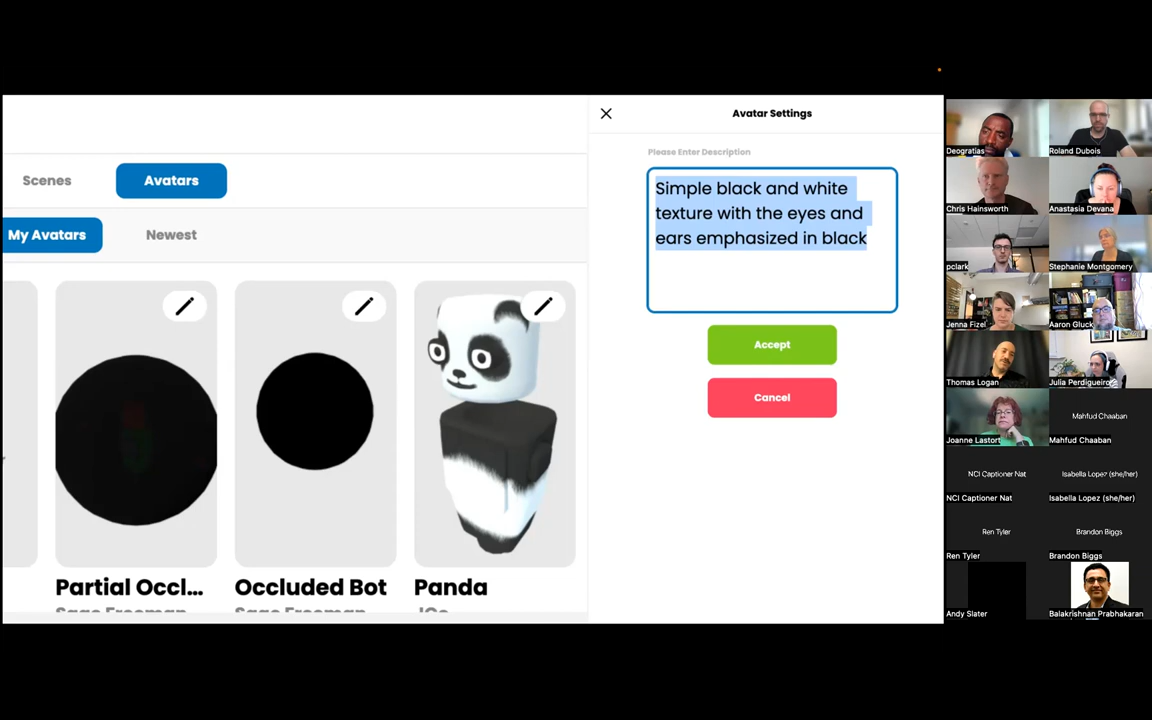 Avatar Settings
Please Enter Description
Scenes
Avatars
Simple black and white
texture with the eyes and
ears emphasized in black
My Avatars
Newest
Accept
Cancel
Partial Occl...
Occluded Bot
Panda
Sage Freeman
Sage Freeman
Deogratias
Roland Dubois
Chris Hainsworth
Anastasia Devana
pclark
Stephanie Montgomery
Jenna Fizel
Aaron Gluck
Thomas Logan
Julia Perdigueiro
Joanne Lastort
Mahfud Chaaban
Mahfud Chaaban
NCI Captioner Nat
Isabella Lopez (she/her)
NCI Captioner Nat
Isabella Lopez (she/her)
Ren Tyler
Brandon Biggs
Ren Tyler
Brandon Biggs
Andy Slater
Balakrishnan Prabhakaran